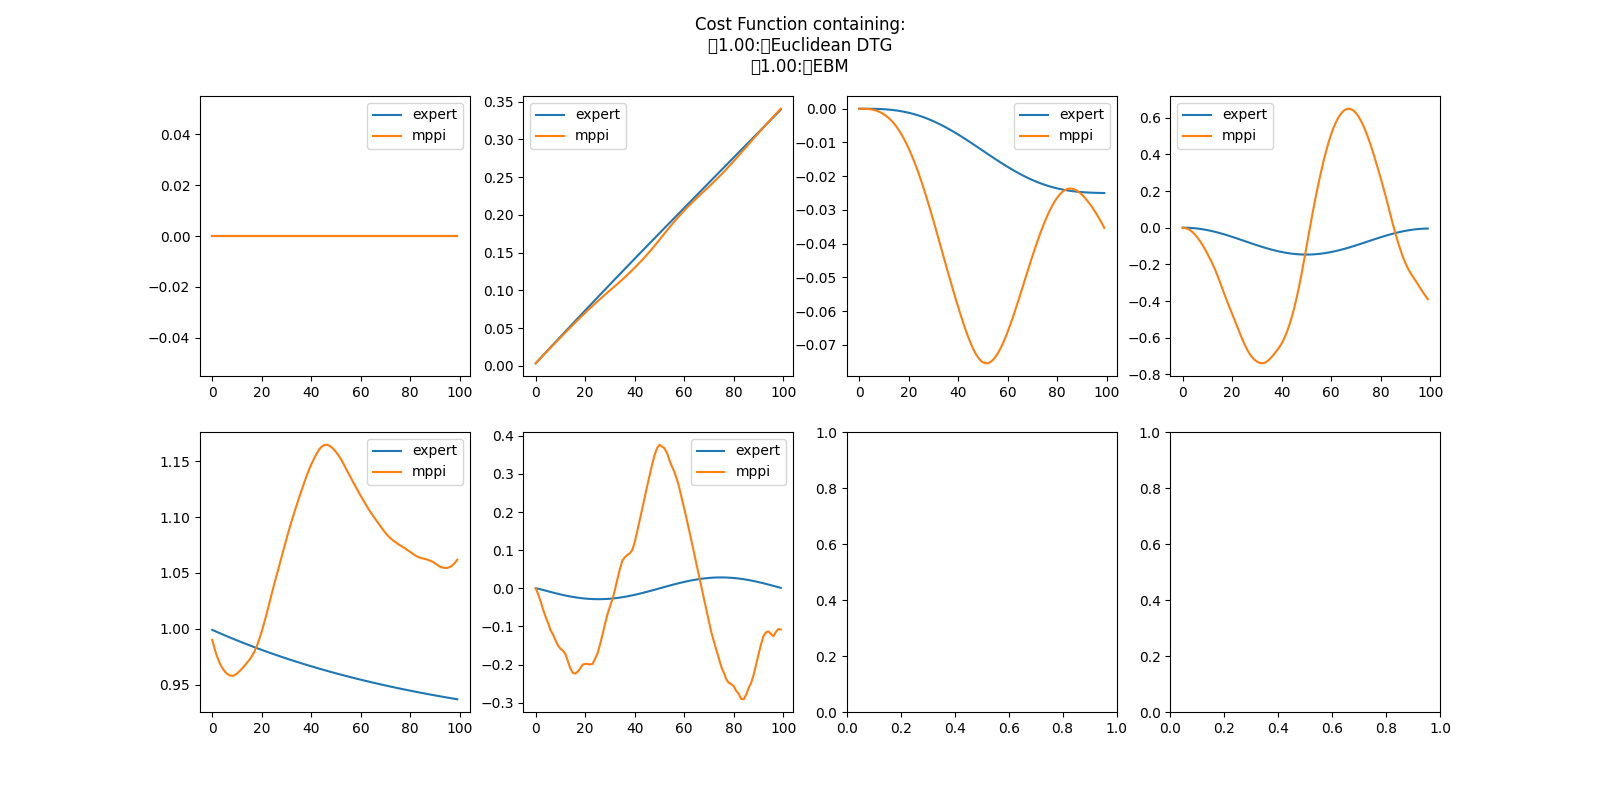 Cost Function containing:
1.00: Euclidean DTG
1.00: EBM
expert
mppi
0.04
0.02
0.00
−0.02
−0.04
0 20 40 60 80 100
expert
mppi
0.35
0.30
0.25
0.20
0.15
0.10
0.05
0.00
0 20 40 60 80 100
expert
mppi
0.00
−0.01
−0.02
−0.03
−0.04
−0.05
−0.06
−0.07
0 20 40 60 80 100
expert
mppi
0.6
0.4
0.2
0.0
−0.2
−0.4
−0.6
−0.8
0 20 40 60 80 100
expert
mppi
1.15
1.10
1.05
1.00
0.95
0 20 40 60 80 100
expert
mppi
0.4
0.3
0.2
0.1
0.0
−0.1
−0.2
−0.3
0 20 40 60 80 100
1.0
0.8
0.6
0.4
0.2
0.0
0.0 0.2 0.4 0.6 0.8 1.0
1.0
0.8
0.6
0.4
0.2
0.0
0.0 0.2 0.4 0.6 0.8 1.0